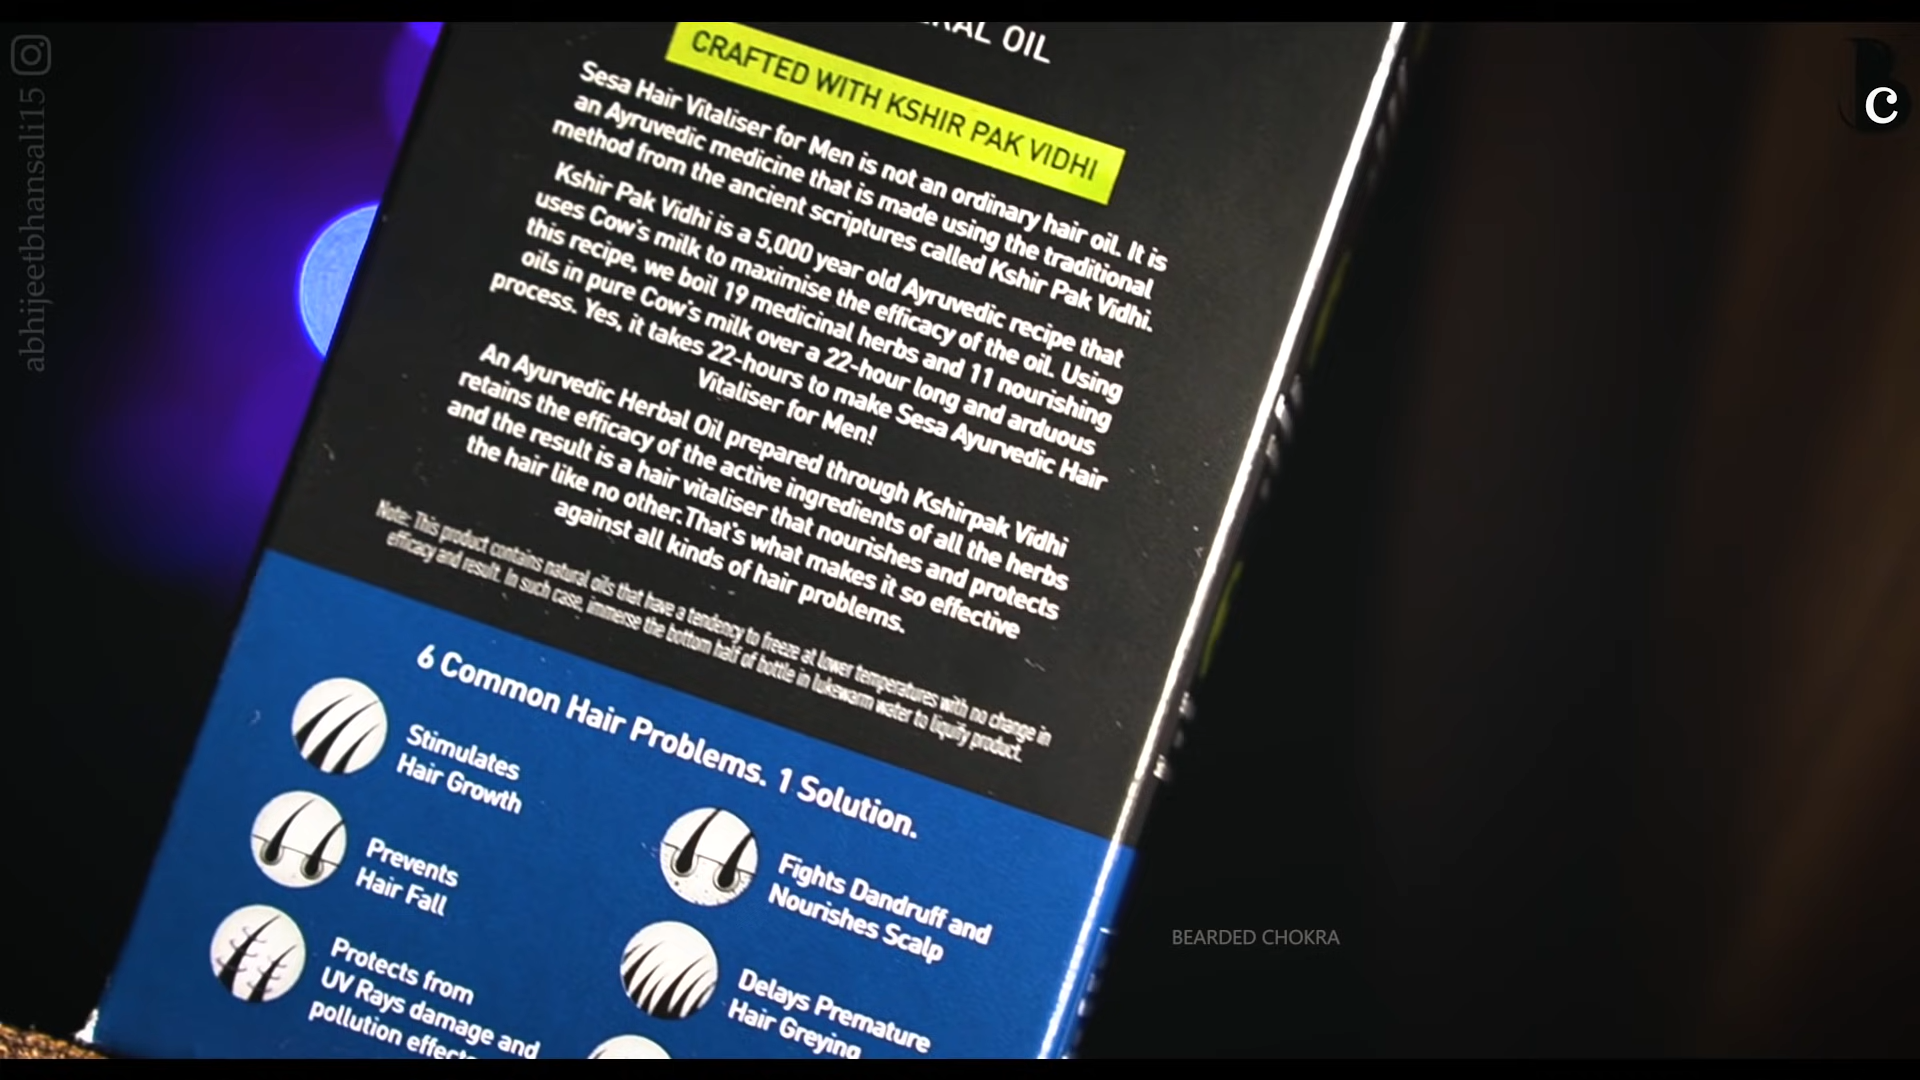 RAL OIL
CRAFTED WITH KSHIR PAK VIDHI
Sesa Hair Vitaliser for Men is not an ordinary hair oil. It is
an Ayruvedic medicine that is made using the traditional
method from the ancient scriptures called Kshir Pak Vidhi.
Kshir Pak Vidhi is a 5,000 year old Ayruvedic recipe that
uses Cow's milk to maximise the efficacy of the oil. Using
this recipe, we boil 19 medicinal herbs and 11 nourishing
oils in pure Cow's milk over a 22-hour long and arduous
process. Yes, it takes 22-hours to make Sesa Ayurvedic Hair
Vitaliser for Men!
An Ayurvedic Herbal Oil prepared through Kshirpak Vidhi
retains the efficacy of the active ingredients of all the herbs
and the result is a hair vitaliser that nourishes and protects
the hair like no other.That's what makes it so effective
against all kinds of hair problems.
Note: This product contains natural oils that have a tendency to freeze at lower temperatures with no change in
efficacy and result. In such case, immerse the bottom half of bottle in lukewarm water to liquify product.
6 Common Hair Problems. 1 Solution.
Stimulates
Hair Growth
Prevents
Hair Fall
Protects from
UV Rays damage and
pollution effects
Fights Dandruff and
Nourishes Scalp
Delays Premature
Hair Greying
abhijeetbhansali15
BEARDED CHOKRA
B
C